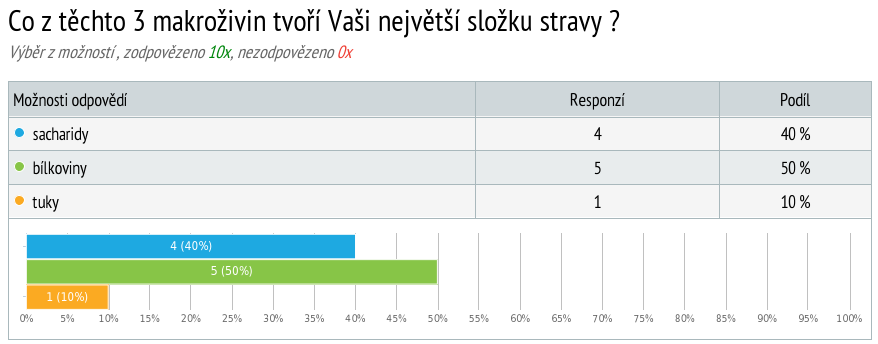 Co z těchto 3 makroživin tvoří Vaši největší složku stravy ?
Výběr z možností , zodpovězeno 10x, nezodpovězeno 0x
Možnosti odpovědí Responzí Podíl
sacharidy 4 40 %
bílkoviny 5 50 %
tuky 1 10 %
4 (40%)
5 (50%)
1 (10%)
0% 5% 10% 15% 20% 25% 30% 35% 40% 45% 50% 55% 60% 65% 70% 75% 80% 85% 90% 95% 100%